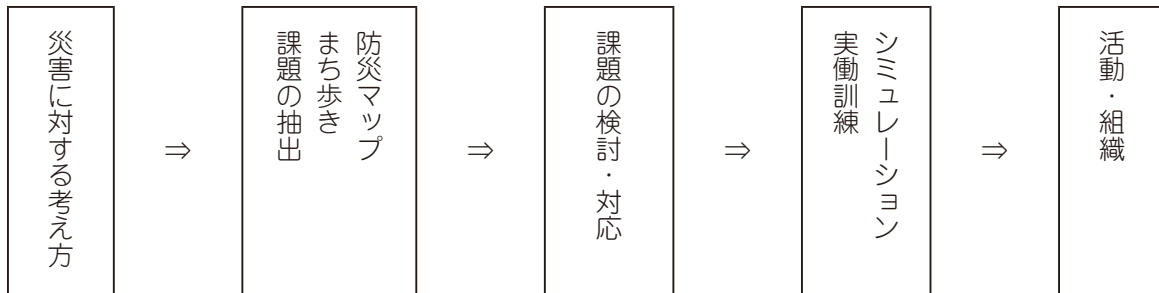 災害に対する考え方
⇒
防災マップ
まち歩き
課題の抽出
⇒
課題の検討・対応
⇒
シミュレーション
実働訓練
⇒
活動・組織